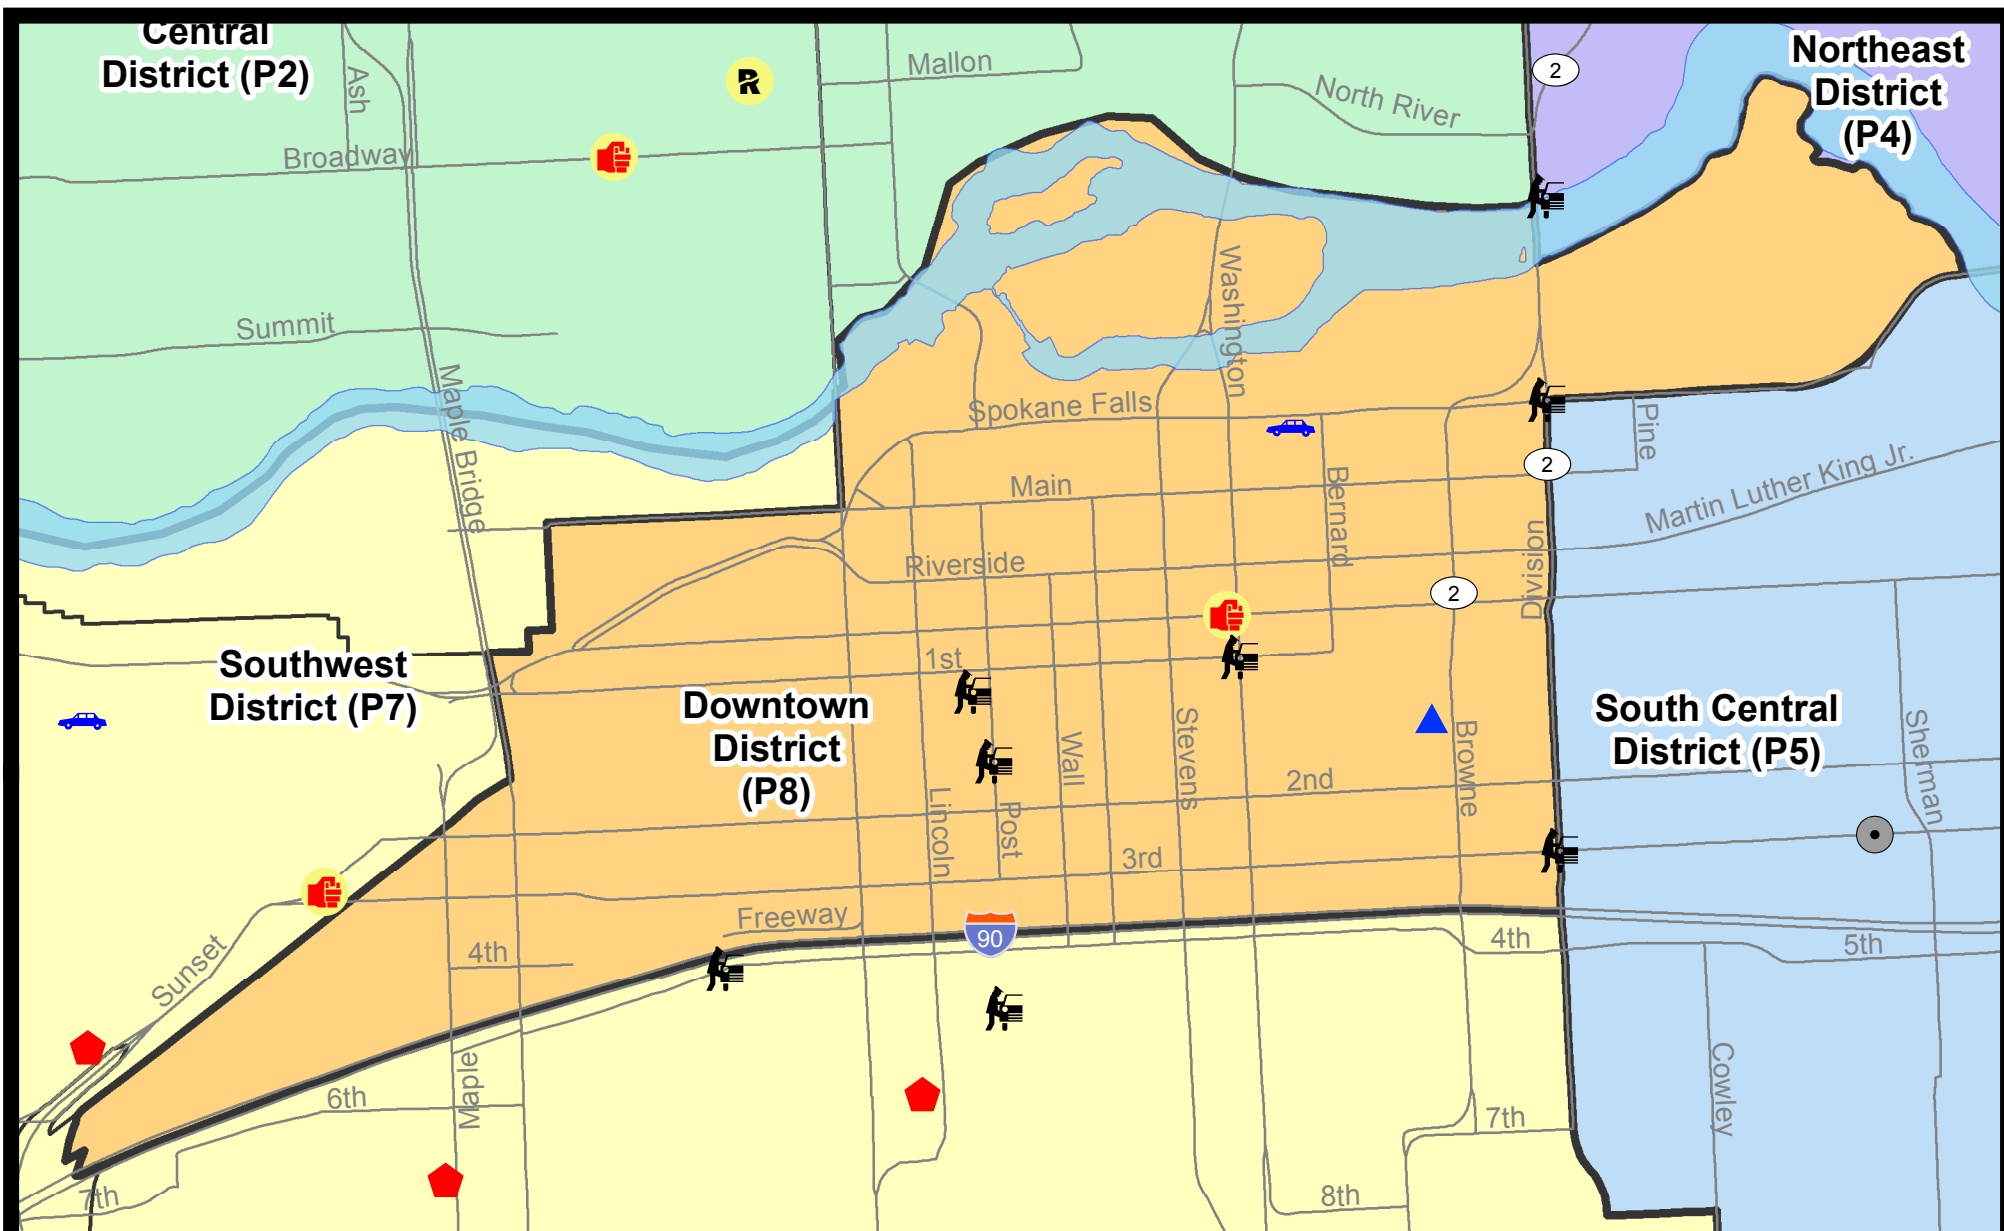 Central
District (P2)
Ash
R
Mallon
North River
2
Northeast
District
(P4)
Broadway
Washington
Summit
Maple Bridge
Spokane Falls
Pine
Main
Bernard
2
Martin Luther King Jr.
Riverside
Division
2
1st
Southwest
District (P7)
Downtown
District
(P8)
Stevens
Wall
Browne
South Central
District (P5)
Sherman
2nd
Lincoln
Post
3rd
Freeway
90
4th
4th
5th
Sunset
Maple
6th
Cowley
7th
7th
8th